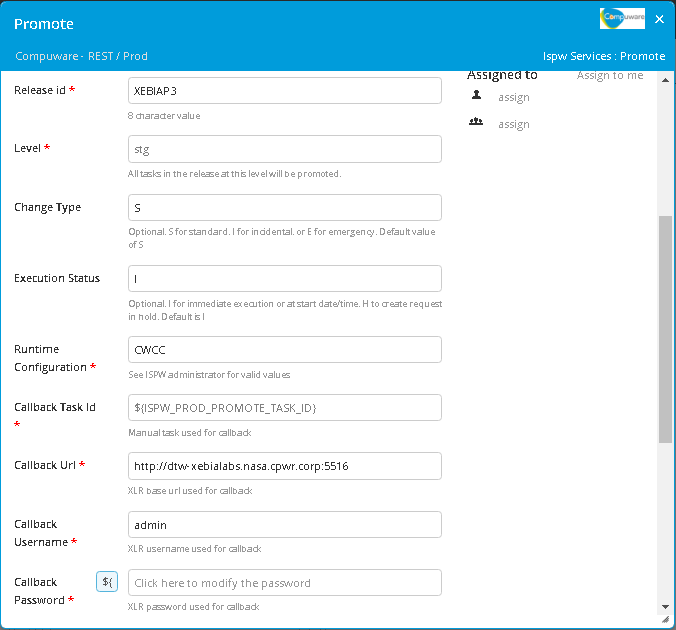 Promote
Compuware
Compuware - REST / Prod
Ispw Services : Promote
Assigned to
Assign to me
assign
assign
Release id *
XEBIAP3
8 character value
Level *
stg
All tasks in the release at this level will be promoted.
Change Type
S
Optional. S for standard. I for incidental. or E for emergency. Default value
of S
Execution Status
I
Optional. I for immediate execution or at start date/time. H to create request
in hold. Default is I
Runtime
Configuration *
CWCC
See ISPW administrator for valid values
Callback Task Id
*
${ISPW_PROD_PROMOTE_TASK_ID}
Manual task used for callback
Callback Url *
http://dtw-xebialabs.nasa.cpwr.corp:5516
XLR base url used for callback
Callback
Username *
admin
XLR username used for callback
Callback
Password *
${
Click here to modify the password
XLR password used for callback